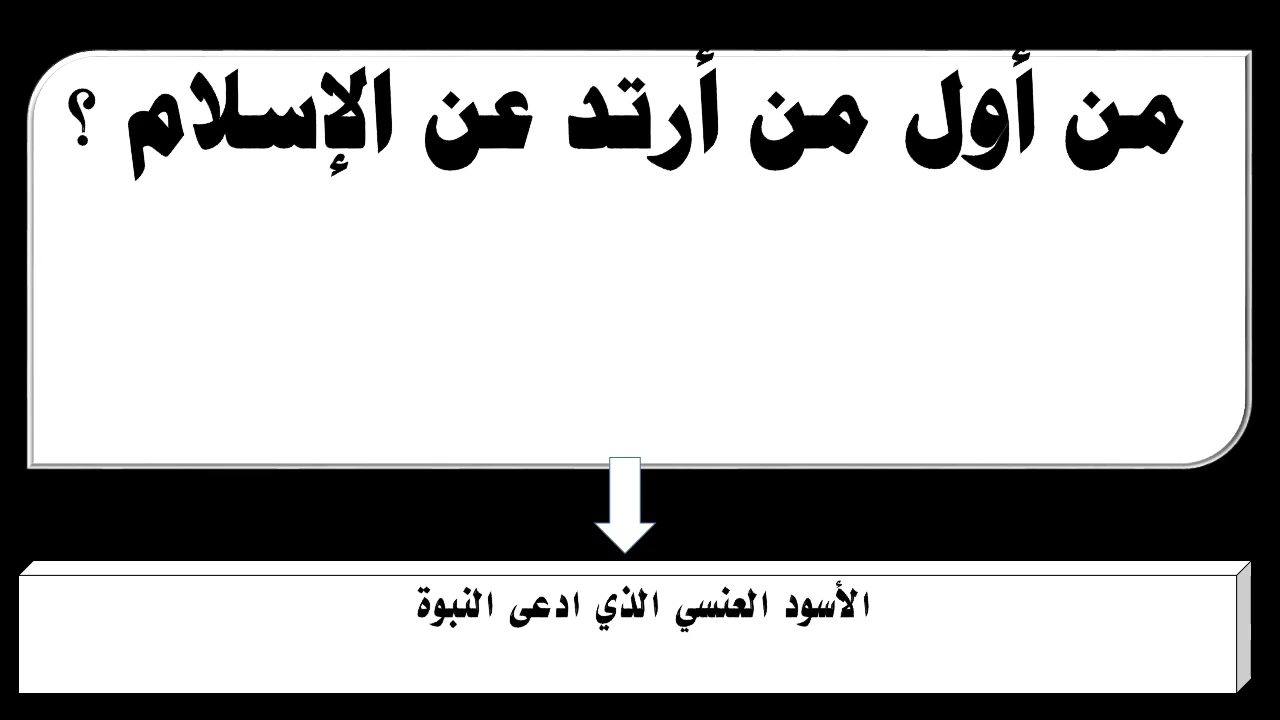 من أول من أرتد عن الإسلام ؟
الأسود العنسي الذي ادعى النبوة